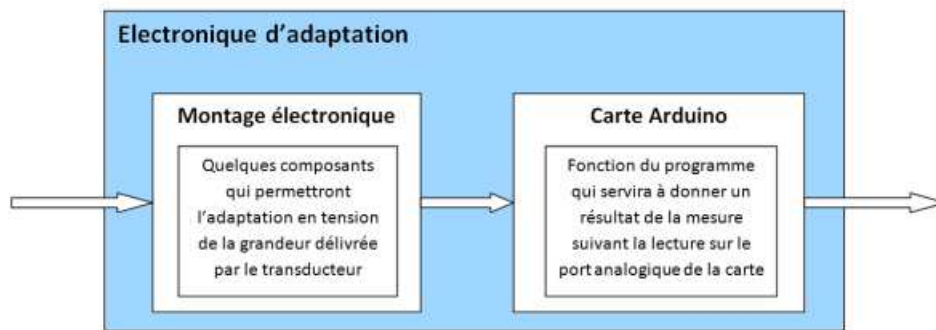 Electronique d'adaptation
Montage électronique
Quelques composants
qui permettront
l'adaptation en tension
de la grandeur délivrée
par le transducteur
Carte Arduino
Fonction du programme
qui servira à donner un
résultat de la mesure
suivant la lecture sur le
port analogique de la carte